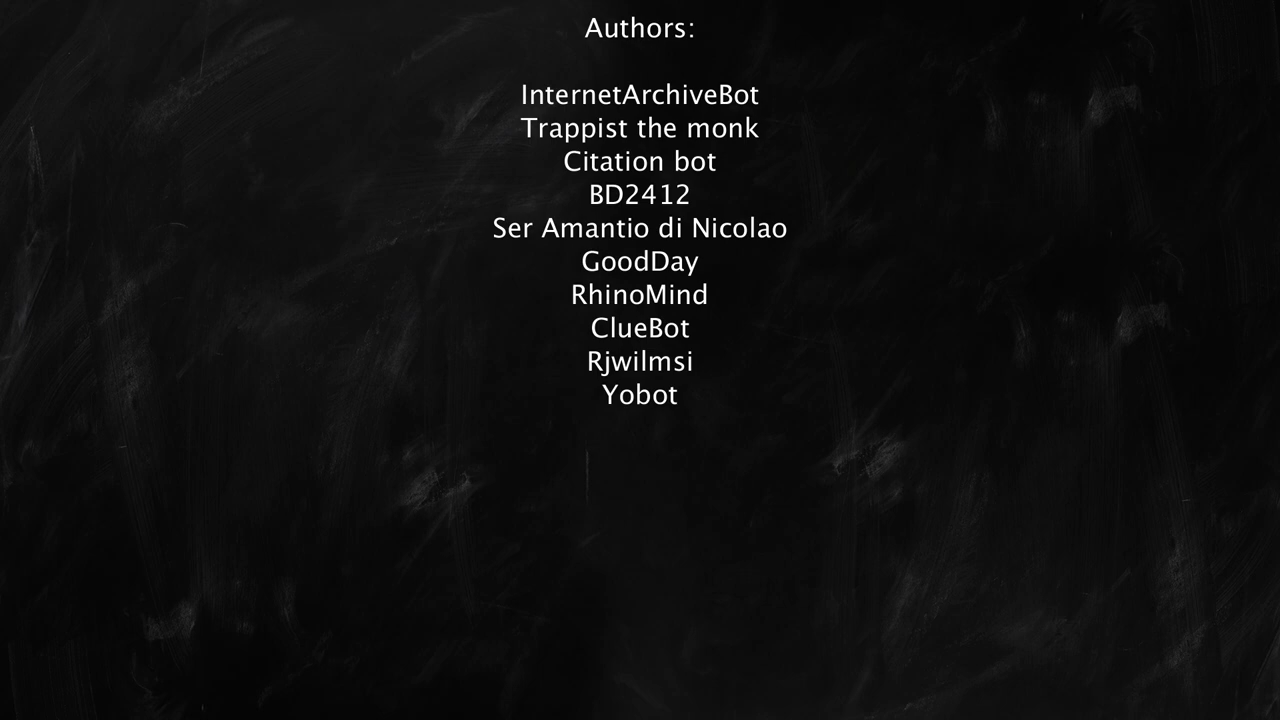 Authors:
InternetArchiveBot
Trappist the monk
Citation bot
BD2412
Ser Amantio di Nicolao
GoodDay
RhinoMind
ClueBot
Rjwilmsi
Yobot